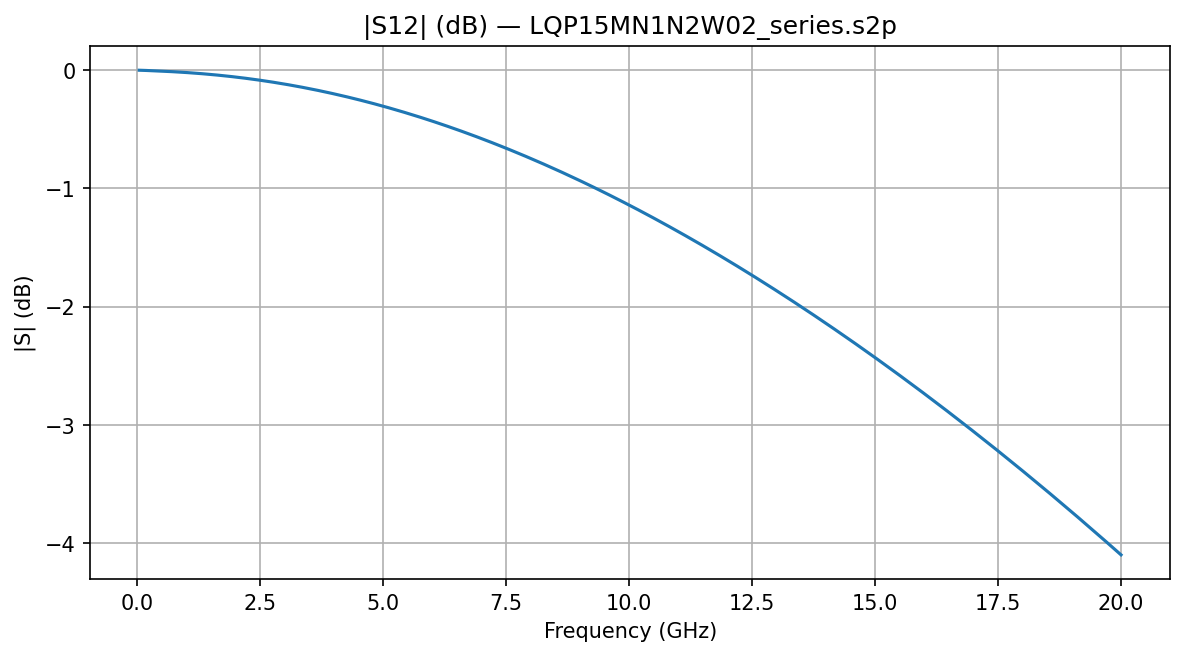 |S12| (dB) — LQP15MN1N2W02_series.s2p
0
−1
−2
−3
−4
|S| (dB)
0.0 2.5 5.0 7.5 10.0 12.5 15.0 17.5 20.0
Frequency (GHz)